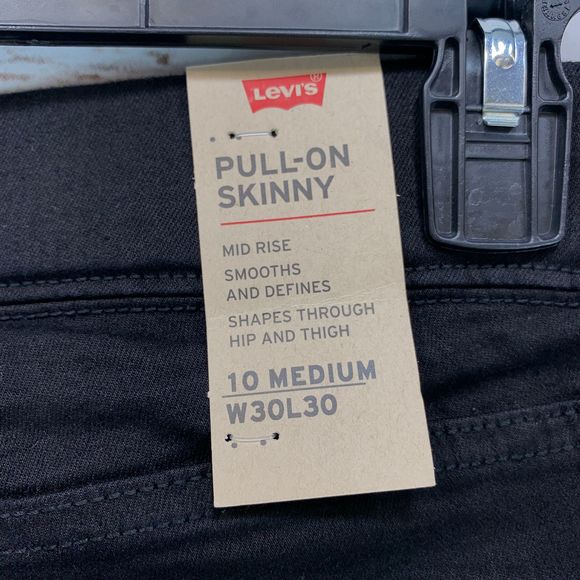 Levi's ®
PULL-ON
SKINNY
MID RISE
SMOOTHS
AND DEFINES
SHAPES THROUGH
HIP AND THIGH
10 MEDIUM
W30L30